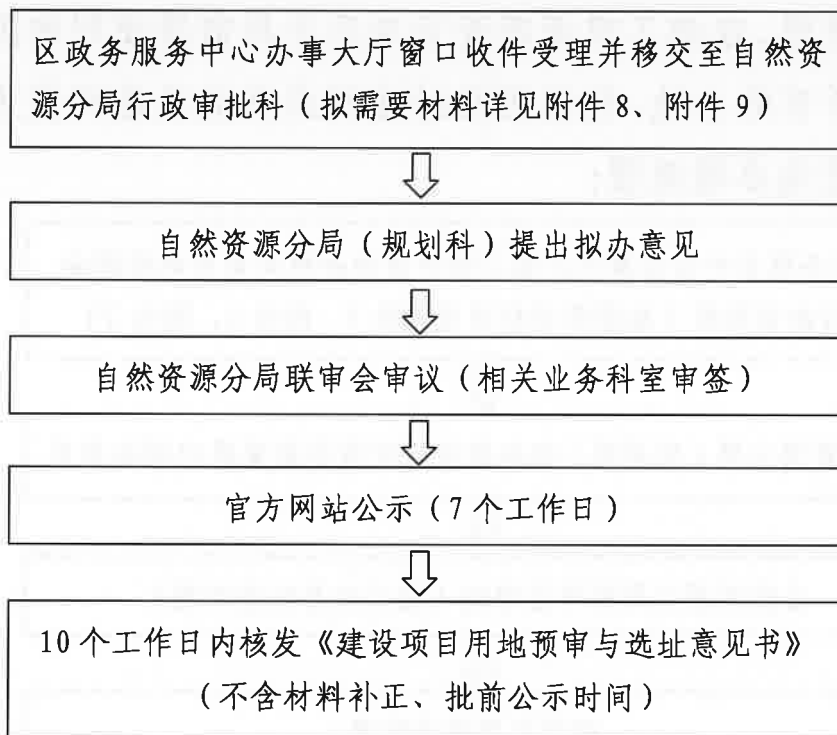 区政务服务中心办事大厅窗口收件受理并移交至自然资
源分局行政审批科（拟需要材料详见附件8、附件9）
自然资源分局（规划科）提出拟办意见
自然资源分局联审会审议（相关业务科室审签）
官方网站公示（7个工作日）
10个工作日内核发《建设项目用地预审与选址意见书》
（不含材料补正、批前公示时间）